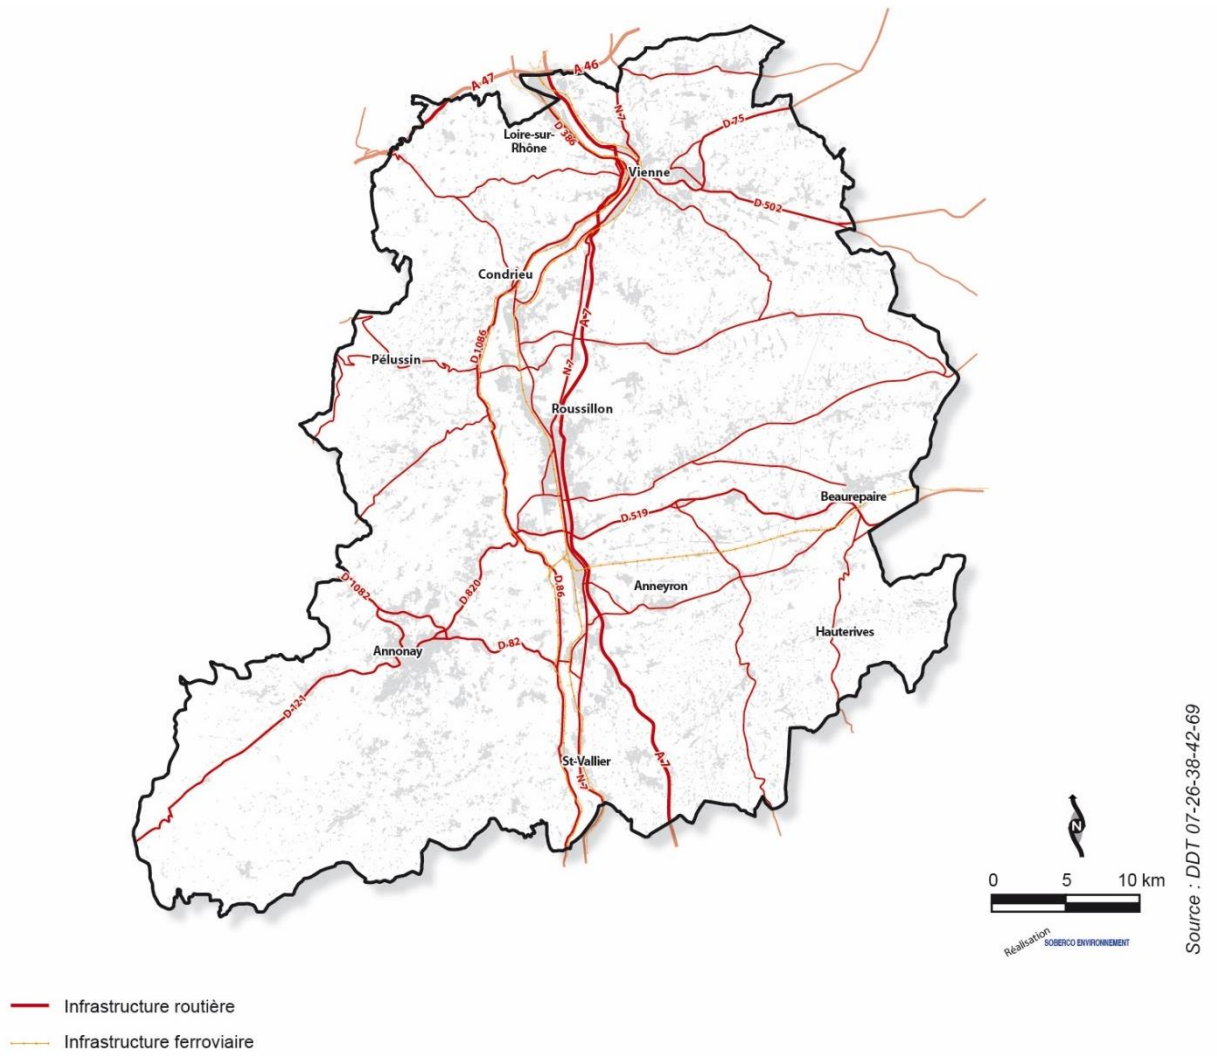 A 47
A 46
N-7
D-75
D 386
Loire-sur-
Rhône
Vienne
D 502
Condrieu
A-7
D 1086
Pélussin
N-7
Roussillon
Beaurepaire
D.519
D 1082
D.820
D.86
Anneyron
Hauterives
Annonay
D-82
D-121
St-Vallier
A-7
N-7
N
0 5 10 km
Réalisation
SOBERCO ENVIRONNEMENT
Source : DDT 07-26-38-42-69
Infrastructure routière
Infrastructure ferroviaire